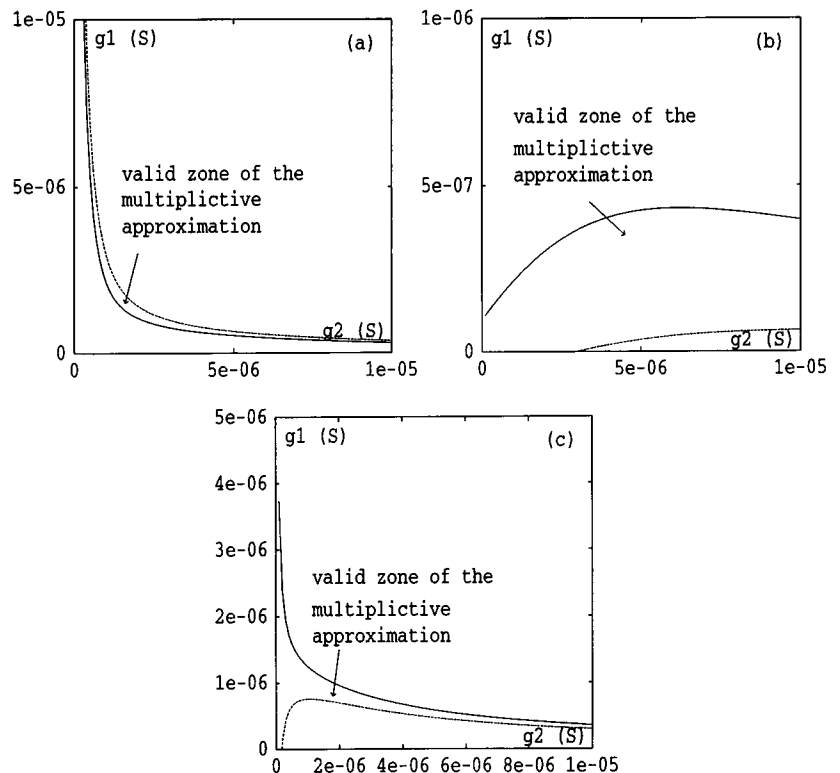 1e-05
g1 (S)
(a)
valid zone of the
multiplictive
approximation
5e-06
g2 (S)
0
5e-06
1e-05
1e-06
g1 (S)
(b)
valid zone of the
multiplictive
approximation
5e-07
g2 (S)
0
0
5e-06
1e-05
5e-06
g1 (S)
(c)
4e-06
3e-06
valid zone of the
multiplictive
approximation
2e-06
1e-06
g2 (S)
0
0
2e-06
4e-06
6e-06
8e-06
1e-05